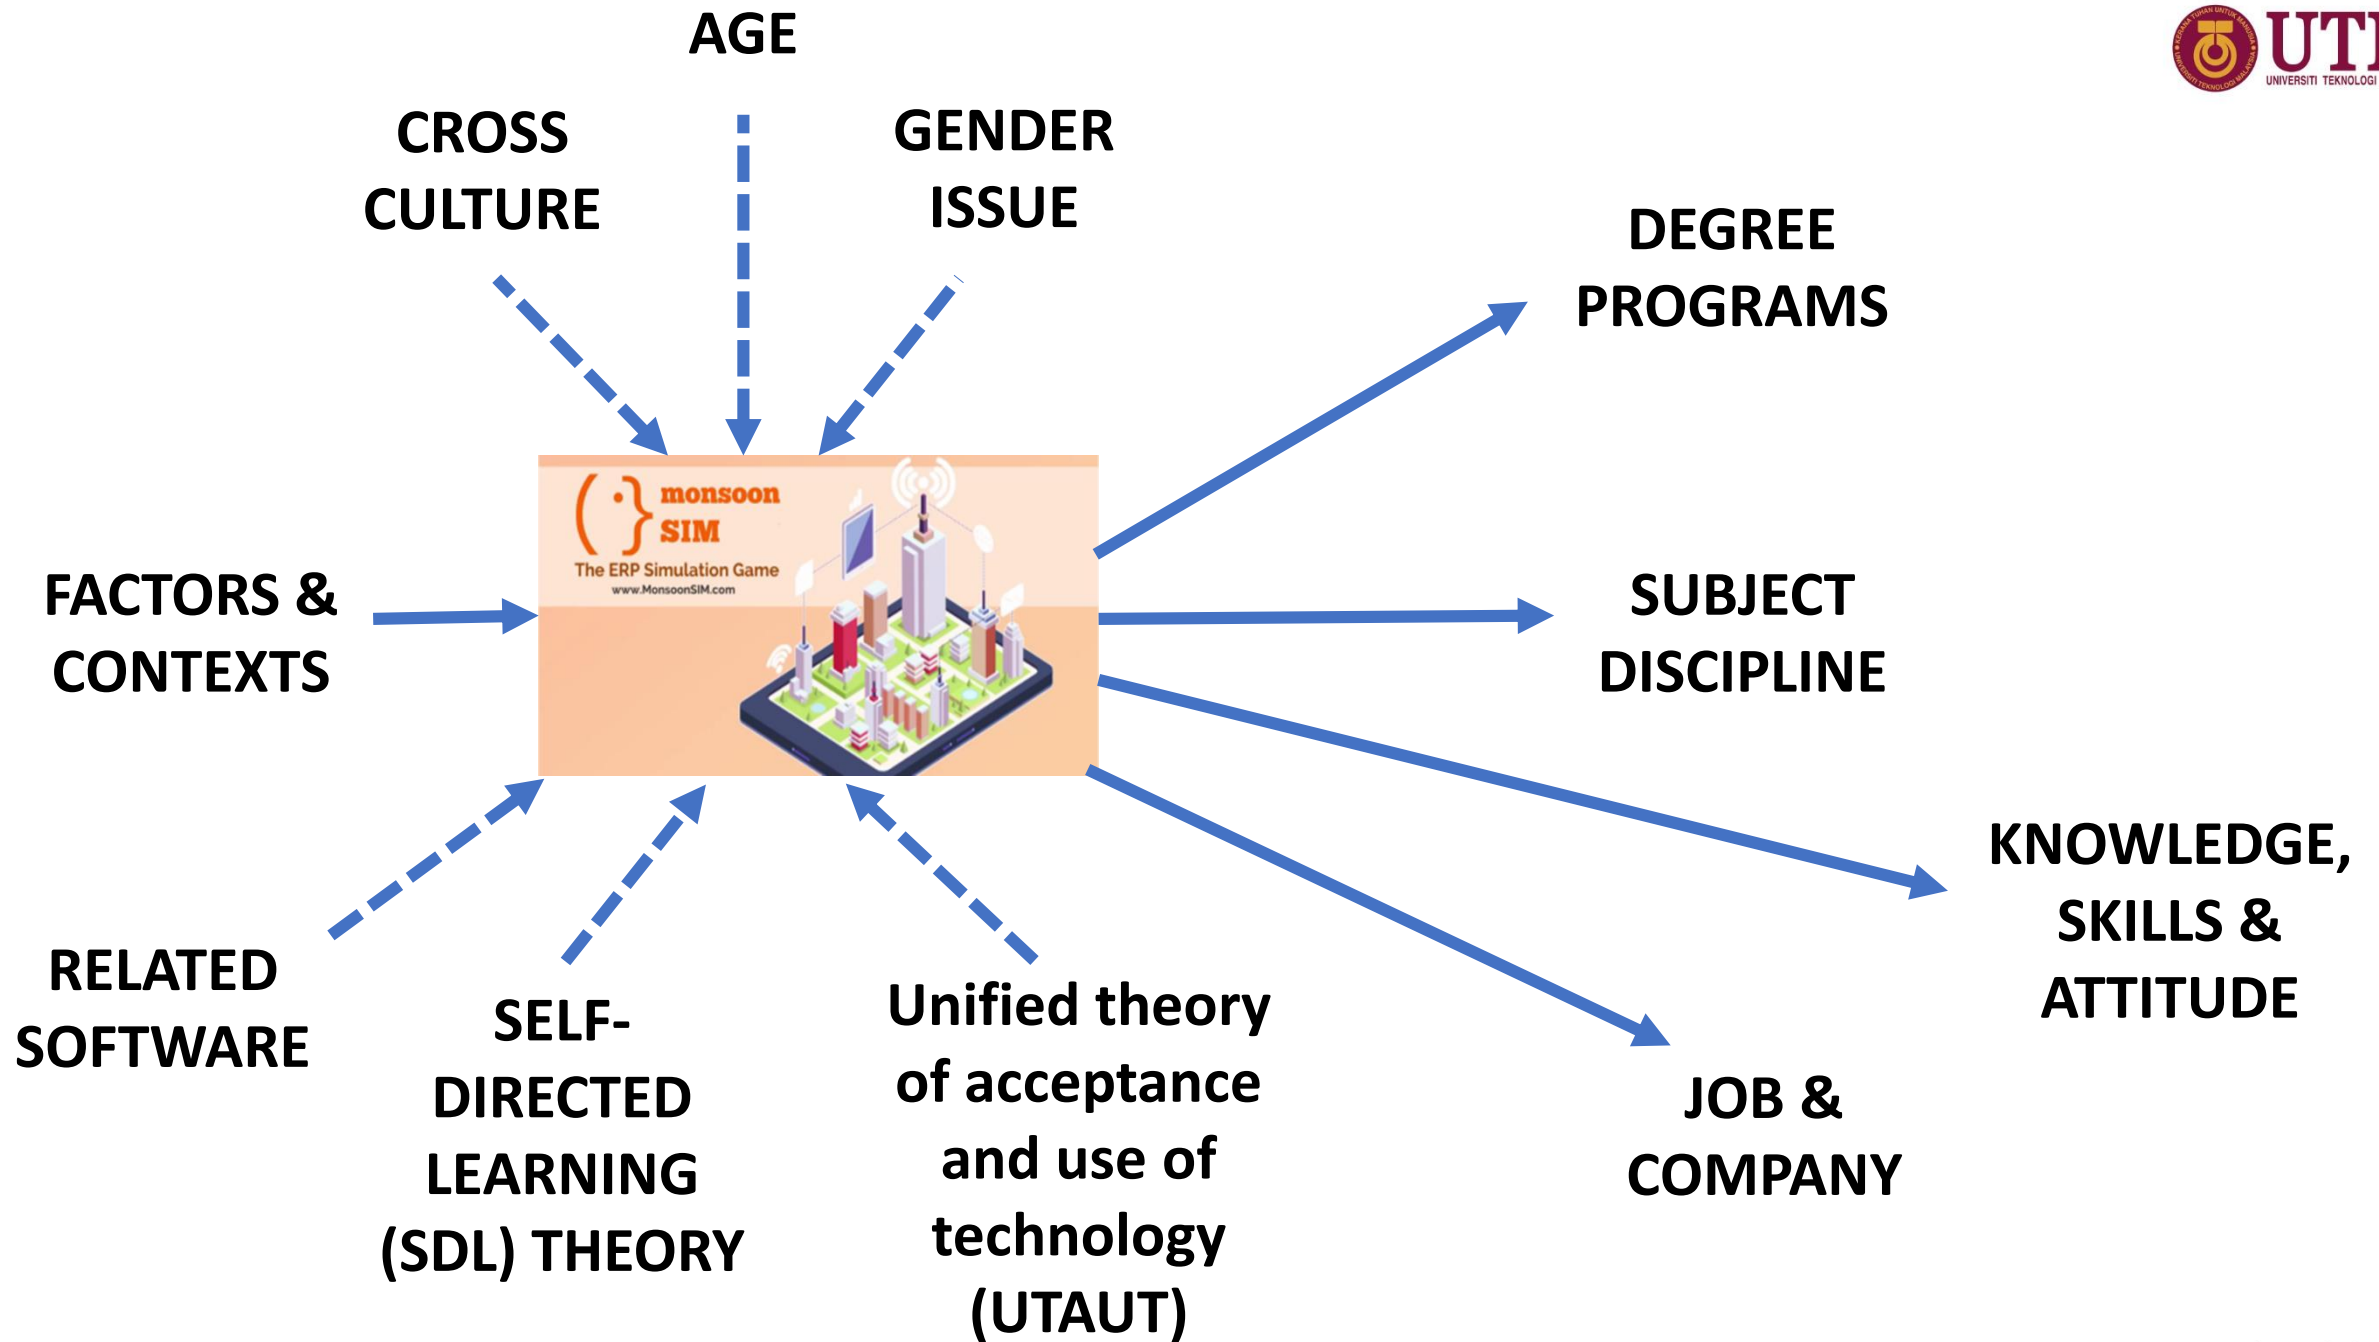 AGE
CROSS
CULTURE
GENDER
ISSUE
DEGREE
PROGRAMS
UNIVERSITI TEKNOLOGI
monsoon
SIM
The ERP Simulation Game
www.MonsoonSIM.com
FACTORS &
CONTEXTS
SUBJECT
DISCIPLINE
KNOWLEDGE,
SKILLS &
ATTITUDE
RELATED
SOFTWARE
SELF-
DIRECTED
LEARNING
(SDL) THEORY
Unified theory
of acceptance
and use of
technology
(UTAUT)
JOB &
COMPANY